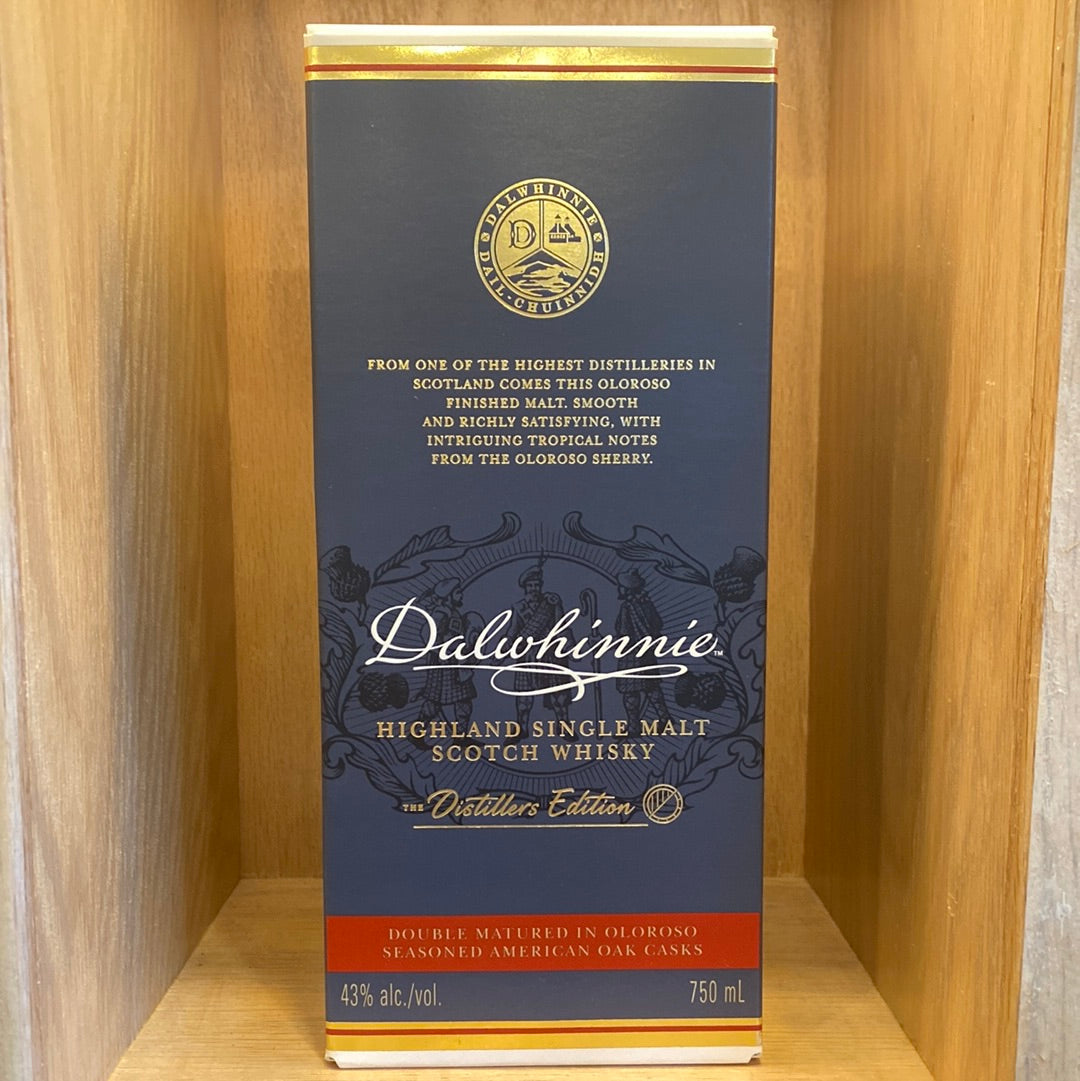 DALWHINNIE
D
DAIL-CHUINNIDH
FROM ONE OF THE HIGHEST DISTILLERIES IN
SCOTLAND COMES THIS OLOROSO
FINISHED MALT. SMOOTH
AND RICHLY SATISFYING, WITH
INTRIGUING TROPICAL NOTES
FROM THE OLOROSO SHERRY.
Dalwhinnie™
HIGHLAND SINGLE MALT
SCOTCH WHISKY
THE Distillers Edition
DOUBLE MATURED IN OLOROSO
SEASONED AMERICAN OAK CASKS
43% alc./vol. 750 mL